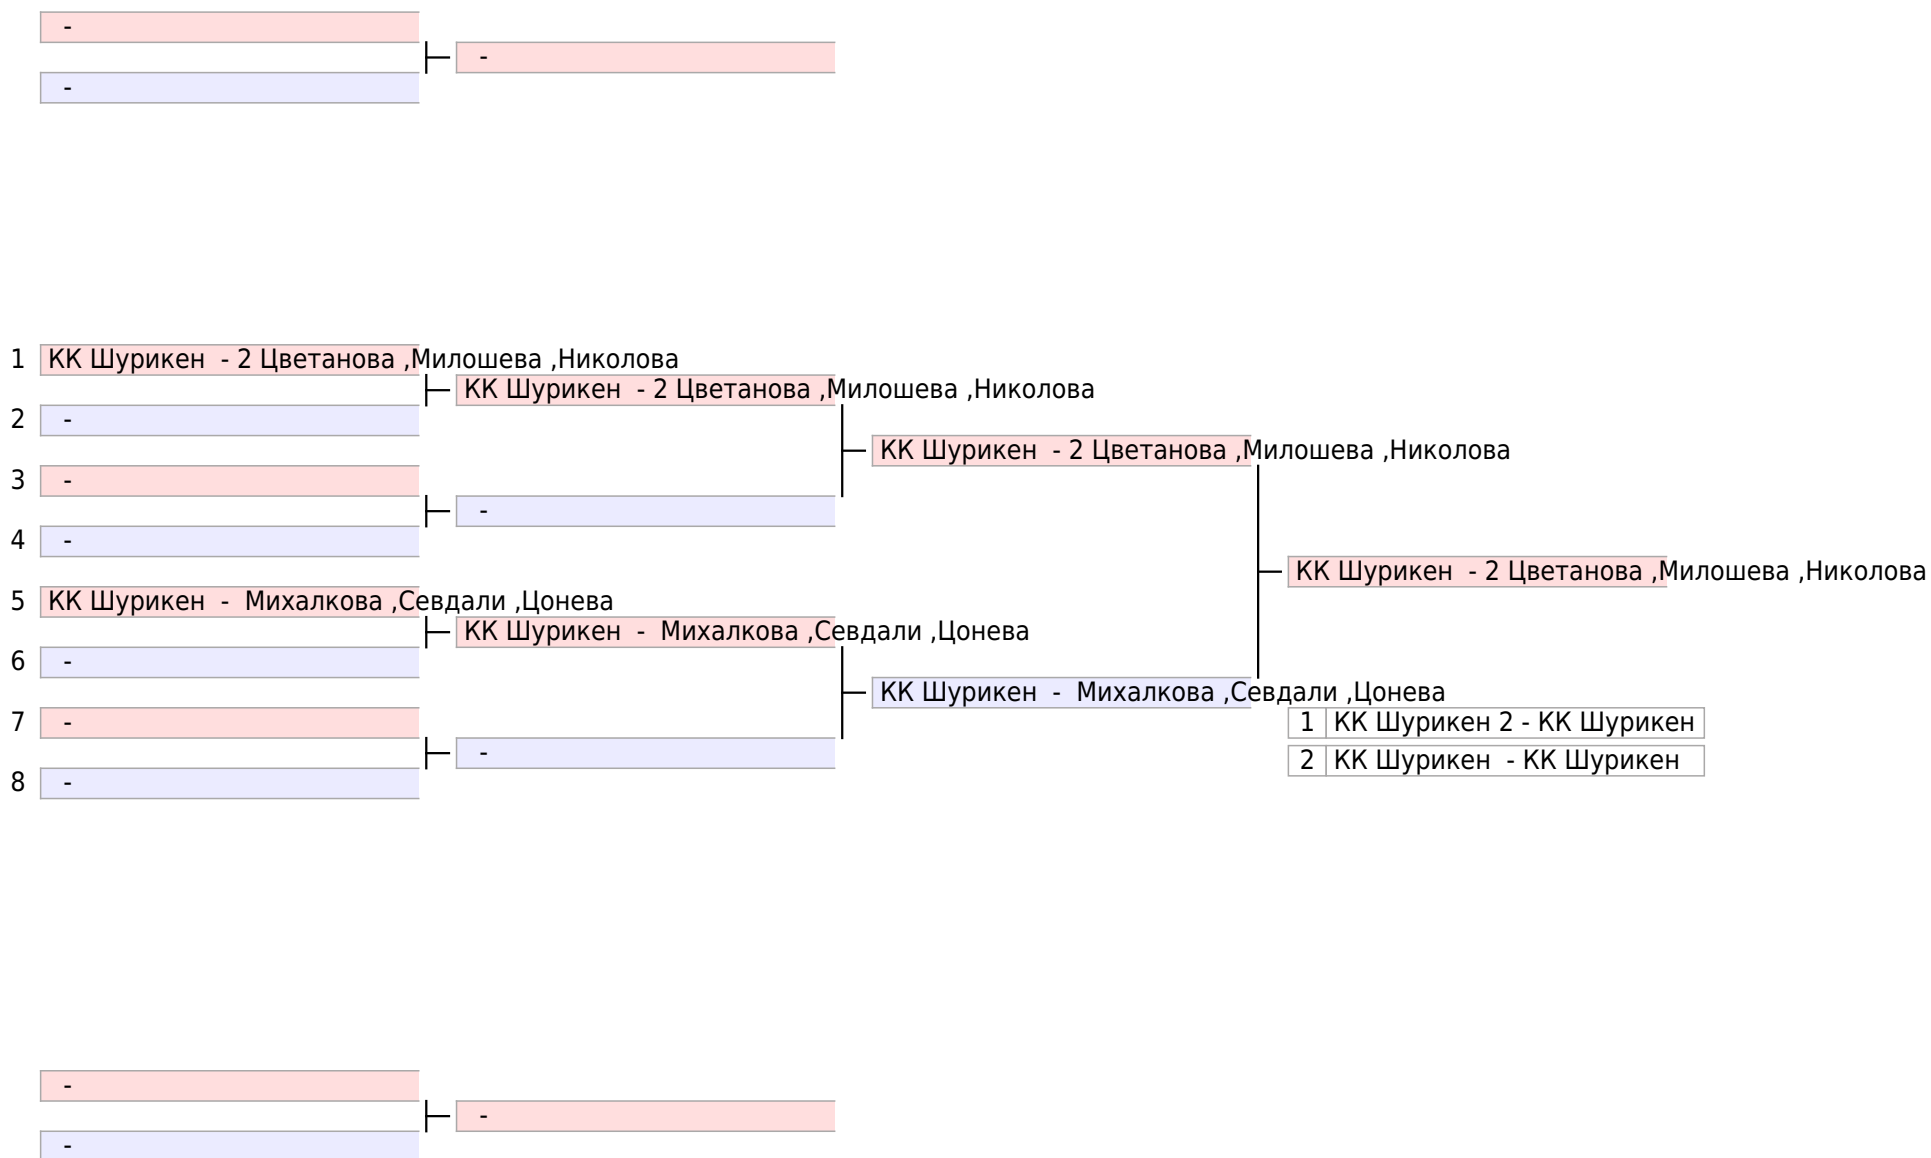 -
-
-
1 КК Шурикен - 2 Цветанова ,Милошева ,Николова
КК Шурикен - 2 Цветанова ,Милошева ,Николова
2 -
КК Шурикен - 2 Цветанова ,Милошева ,Николова
3 -
-
4 -
КК Шурикен - 2 Цветанова ,Милошева ,Николова
5 КК Шурикен - Михалкова ,Севдали ,Цонева
КК Шурикен - Михалкова ,Севдали ,Цонева
6 -
КК Шурикен - Михалкова ,Севдали ,Цонева
7 -
1 КК Шурикен 2 - КК Шурикен
-
2 КК Шурикен - КК Шурикен
8 -
-
-
-